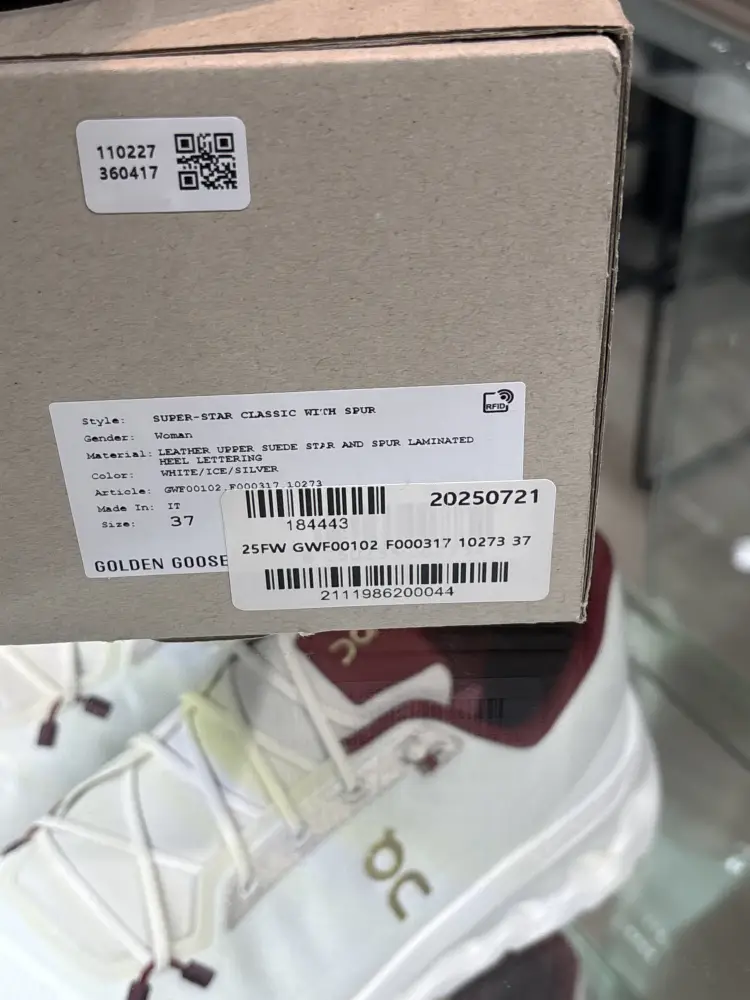 110227
360417
RFID
Style: SUPER-STAR CLASSIC WITH SPUR
Gender: Woman
Material: LEATHER UPPER SUEDE STAR AND SPUR LAMINATED
HEEL LETTERING
Color: WHITE/ICE/SILVER
Article: GWF00102.F000317.10273
Made In: IT
Size: 37
GOLDEN GOOSE
20250721
184443
25FW GWF00102 F000317 10273 37
2111986200044